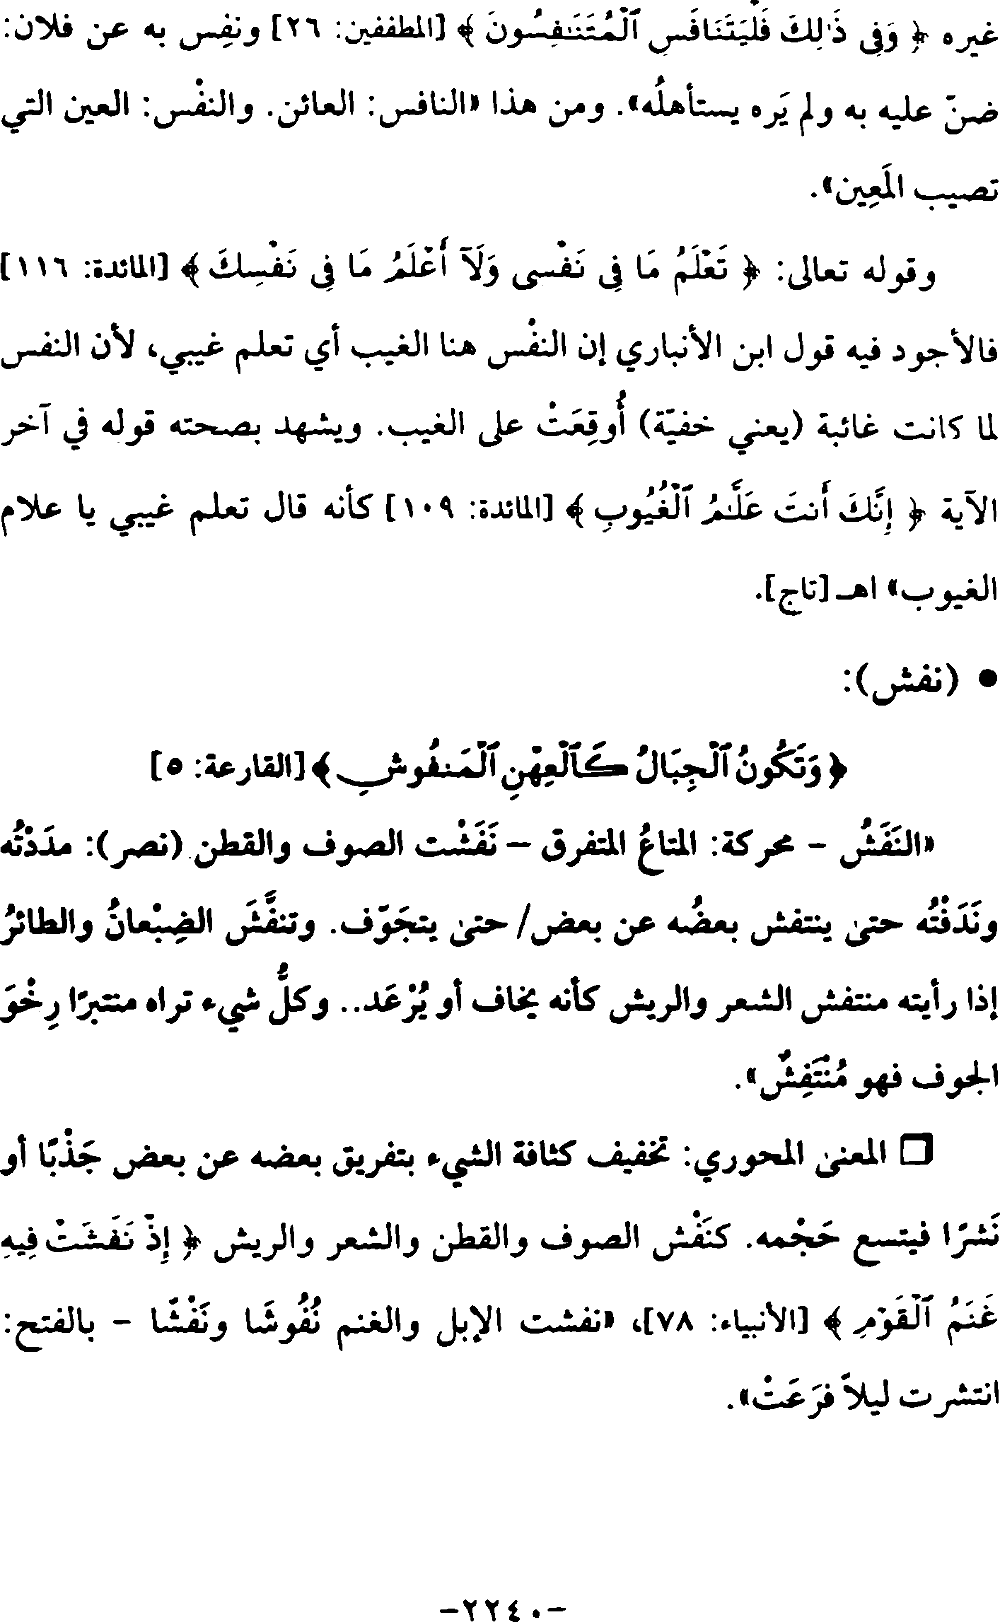 غيره ﴿ وَفِى ذَٰلِكَ فَلْيَتَنَافَسِ ٱلْمُتَنَـٰفِسُونَ ﴾ [المطففين: ٢٦] ونفِس به عن فلان:
ضنّ عليه به ولم يَره يستأهلُه». ومن هذا «النافس: العائن. والنفْس: العين التي
تصيب المَعِين».
وقوله تعالى: ﴿ تَعْلَمُ مَا فِى نَفْسِى وَلَآ أَعْلَمُ مَا فِى نَفْسِكَ ﴾ [المائدة: ١١٦]
فالأجود فيه قول ابن الأنباري إن النفْس هنا الغيب أي تعلم غيبي، لأن النفس
لما كانت غائبة (يعني خفيّة) أُوقِعَتْ على الغيب. ويشهد بصحته قوله في آخر
الآية ﴿ إِنَّكَ أَنتَ عَلَّـٰمُ ٱلْغُيُوبِ ﴾ [المائدة: ١٠٩] كأنه قال تعلم غيبي يا علام
الغيوب» اهـ [تاج].
• (نفش):
﴿ وَتَكُونُ ٱلْجِبَالُ كَٱلْعِهْنِ ٱلْمَنفُوشِ ﴾ [القارعة: ٥]
«النَفَشُ – محركة: المتاعُ المتفرق – نَفَشْت الصوف والقطن (نصر): مدَدْتُه
ونَدَفْتُه حتىٰ ينتفش بعضُه عن بعض/ حتىٰ يتجَوّف. وتنفَّشَ الضِبْعانُ والطائرُ
إذا رأيته منتفش الشعر والريش كأنه يخاف أو يُرْعَد.. وكلُّ شيء تراه منتبرًا رِخْوَ
الجوف فهو مُنْتَفِشٌ».
❒ المعنىٰ المحوري: تخفيف كثافة الشيء بتفريق بعضه عن بعض جَذْبًا أو
نَشرًا فيتسع حَجْمه. كنَفْش الصوف والقطن والشعر والريش ﴿ إِذْ نَفَشَتْ فِيهِ
غَنَمُ ٱلْقَوْمِ ﴾ [الأنبياء: ٧٨]، «نفشت الإبل والغنم نُفُوشًا ونَفْشًا – بالفتح:
انتشرت ليلاً فرَعَتْ».
–٢٢٤٠–